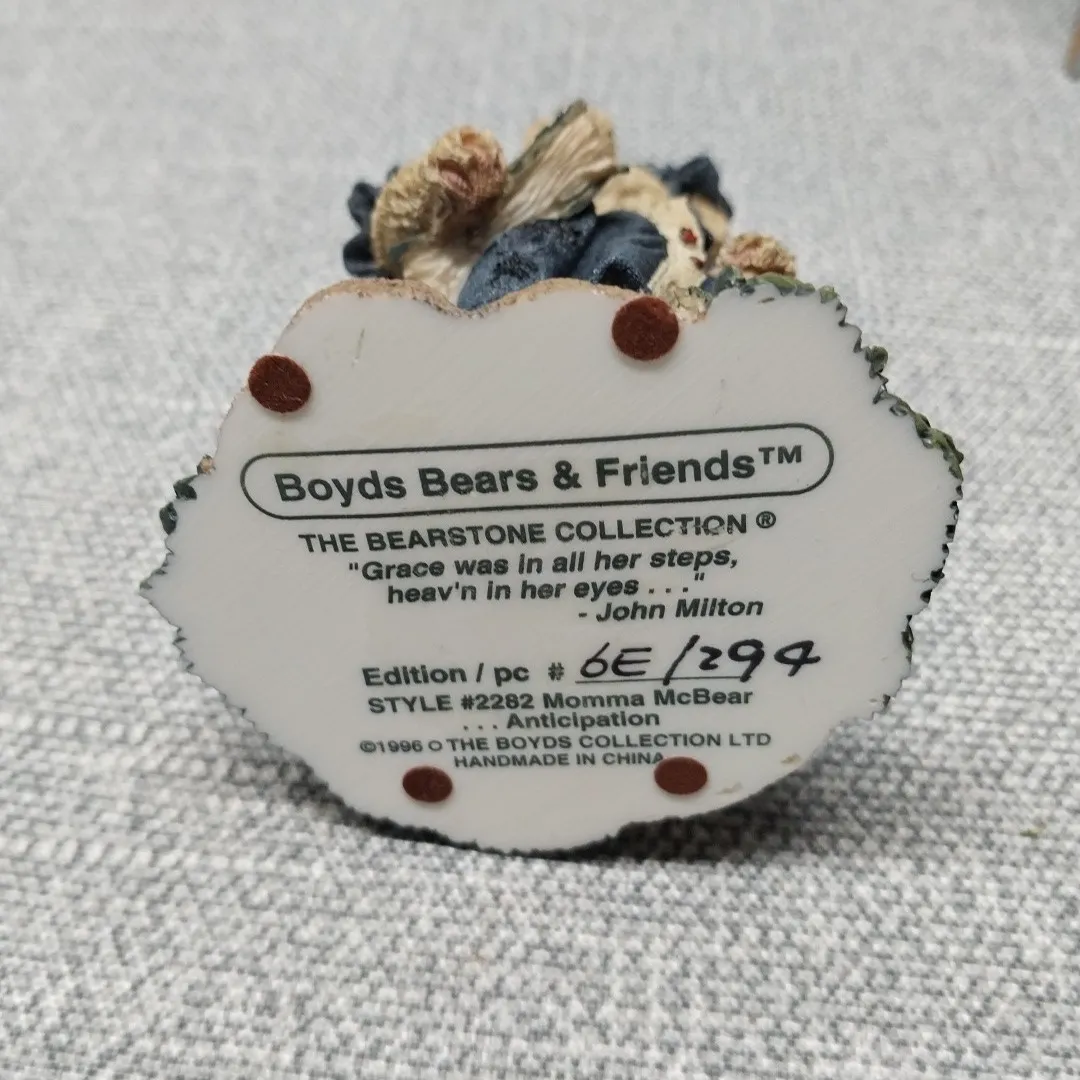 Boyds Bears & Friends™
THE BEARSTONE COLLECTION ®
"Grace was in all her steps,
heav'n in her eyes . . ."
- John Milton
Edition / pc # 6E/294
STYLE #2282 Momma McBear
. . . Anticipation
©1996 THE BOYDS COLLECTION LTD
HANDMADE IN CHINA